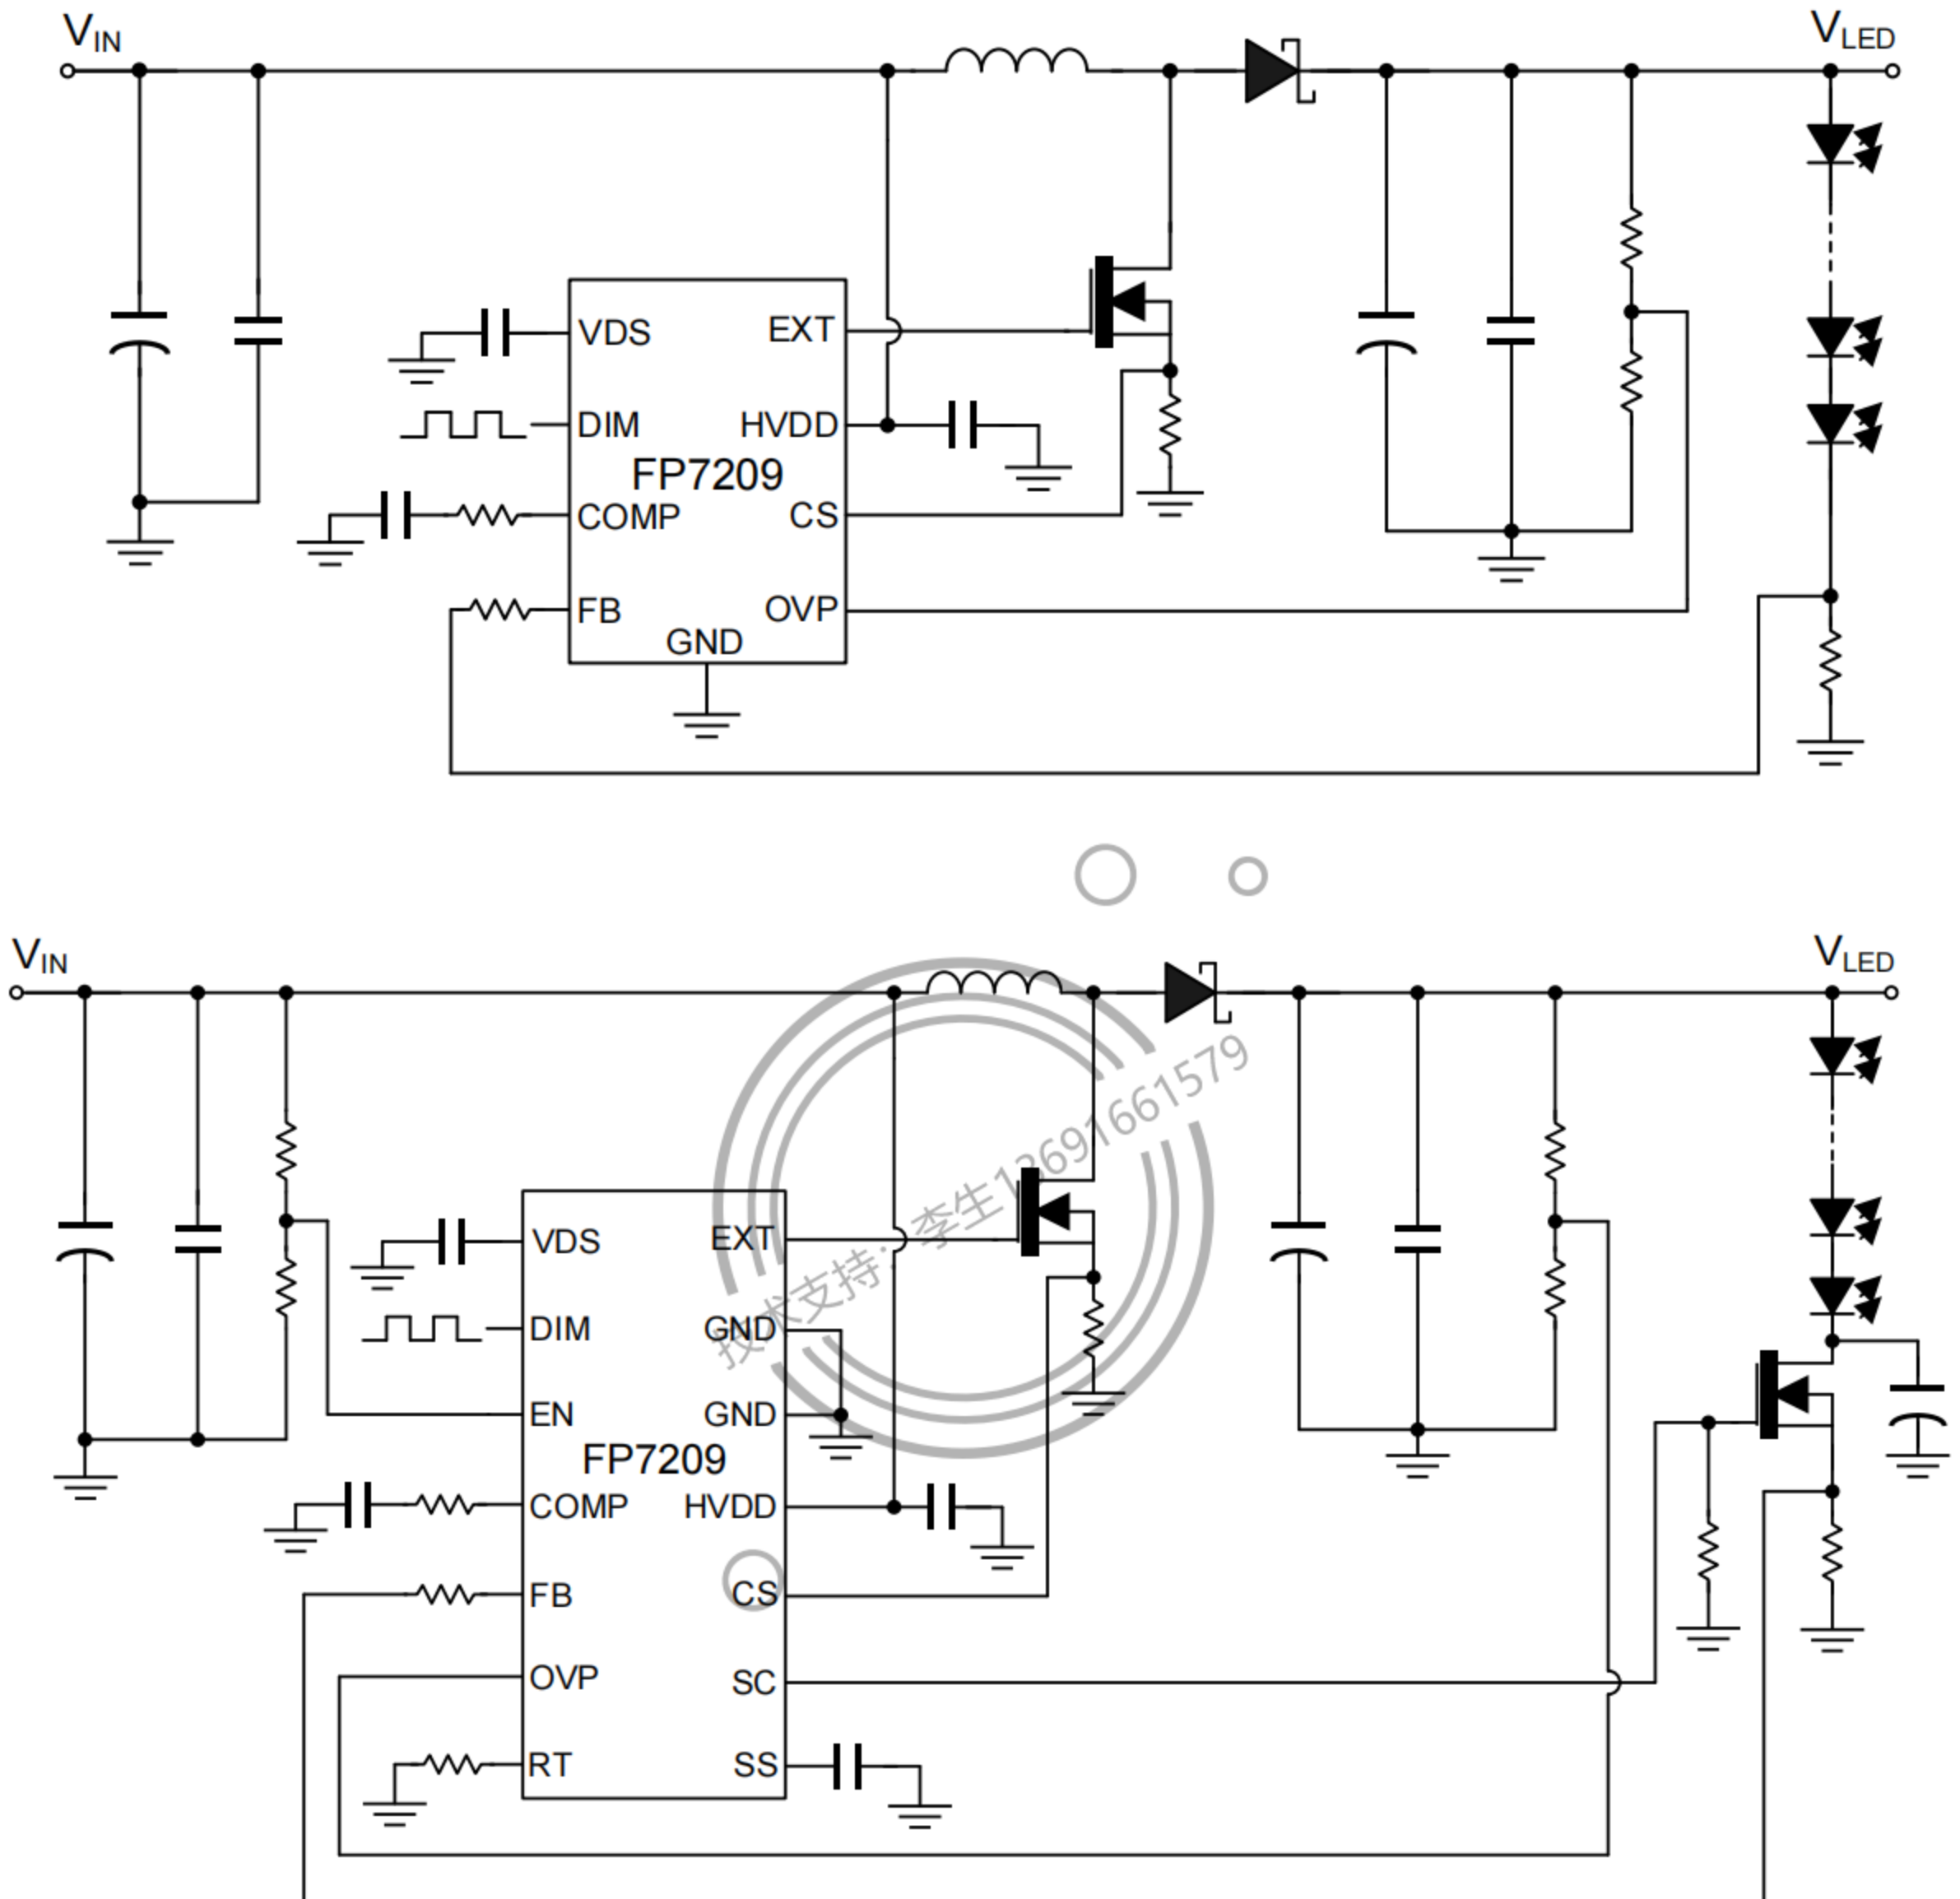 VIN
VLED
VDS
EXT
DIM
HVDD
FP7209
COMP
CS
FB
OVP
GND
VIN
VLED
技术支持：李生13691661579
VDS
EXT
DIM
GND
EN
GND
FP7209
COMP
HVDD
FB
CS
OVP
SC
RT
SS